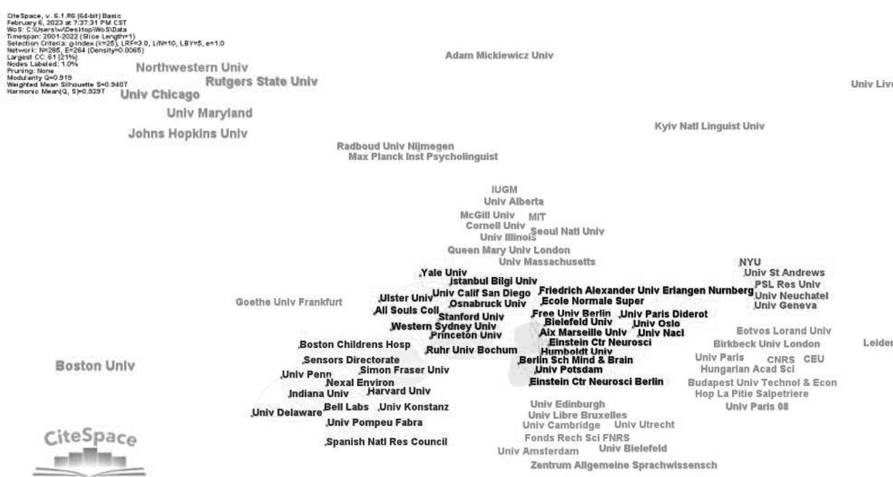 CiteSpace, v. 6.1.R6 (64-bit) Basic
February 6, 2023 at 7:37:31 PM CST
WoS: C:\Users\w\Desktop\WoS\Data
Timespan: 2001-2022 (Slice Length=1)
Selection Criteria: g-index (k=25), LRF=3.0, L/N=10, LBY=5, e=1.0
Network: N=285, E=264 (Density=0.0065)
Largest CC: 61 (21%)
Nodes Labeled: 1.0%
Pruning: None
Modularity Q=0.919
Weighted Mean Silhouette S=0.9407
Harmonic Mean(Q, S)=0.9297
Adam Mickiewicz Univ
Northwestern Univ
Rutgers State Univ
Univ Chicago
Univ Maryland
Johns Hopkins Univ
Kyiv Natl Linguist Univ
Radboud Univ Nijmegen
Max Planck Inst Psycholinguist
IUGM
Univ Alberta
McGill Univ
MIT
Cornell Univ
Seoul Natl Univ
Univ Illinois
Queen Mary Univ London
Univ Massachusetts
NYU
Yale Univ
Univ St Andrews
Istanbul Bilgi Univ
PSL Res Univ
Friedrich Alexander Univ Erlangen Nurnberg
Univ Calif San Diego
Univ Neuchatel
Ulster Univ
Goethe Univ Frankfurt
Ecole Normale Super
Osnabruck Univ
Univ Geneva
All Souls Coll
Free Univ Berlin
Univ Paris Diderot
Stanford Univ
Bielefeld Univ
Univ Oslo
Western Sydney Univ
Eotvos Lorand Univ
Aix Marseille Univ
Univ Nacl
Princeton Univ
Einstein Ctr Neurosci
Birkbeck Univ London
Boston Childrens Hosp
Ruhr Univ Bochum
Humboldt Univ
Univ Paris
CNRS
CEU
Sensors Directorate
Berlin Sch Mind & Brain
Boston Univ
Simon Fraser Univ
Univ Potsdam
Hungarian Acad Sci
Univ Penn
Nexal Environ
Einstein Ctr Neurosci Berlin
Budapest Univ Technol & Econ
Indiana Univ
Harvard Univ
Hop La Pitie Salpetriere
Bell Labs
Univ Konstanz
Univ Edinburgh
Univ Paris 08
Univ Delaware
Univ Libre Bruxelles
Univ Pompeu Fabra
Univ Cambridge
Univ Utrecht
Spanish Natl Res Council
Fonds Rech Sci FNRS
Univ Amsterdam
Univ Bielefeld
Zentrum Allgemeine Sprachwissensch
CiteSpace